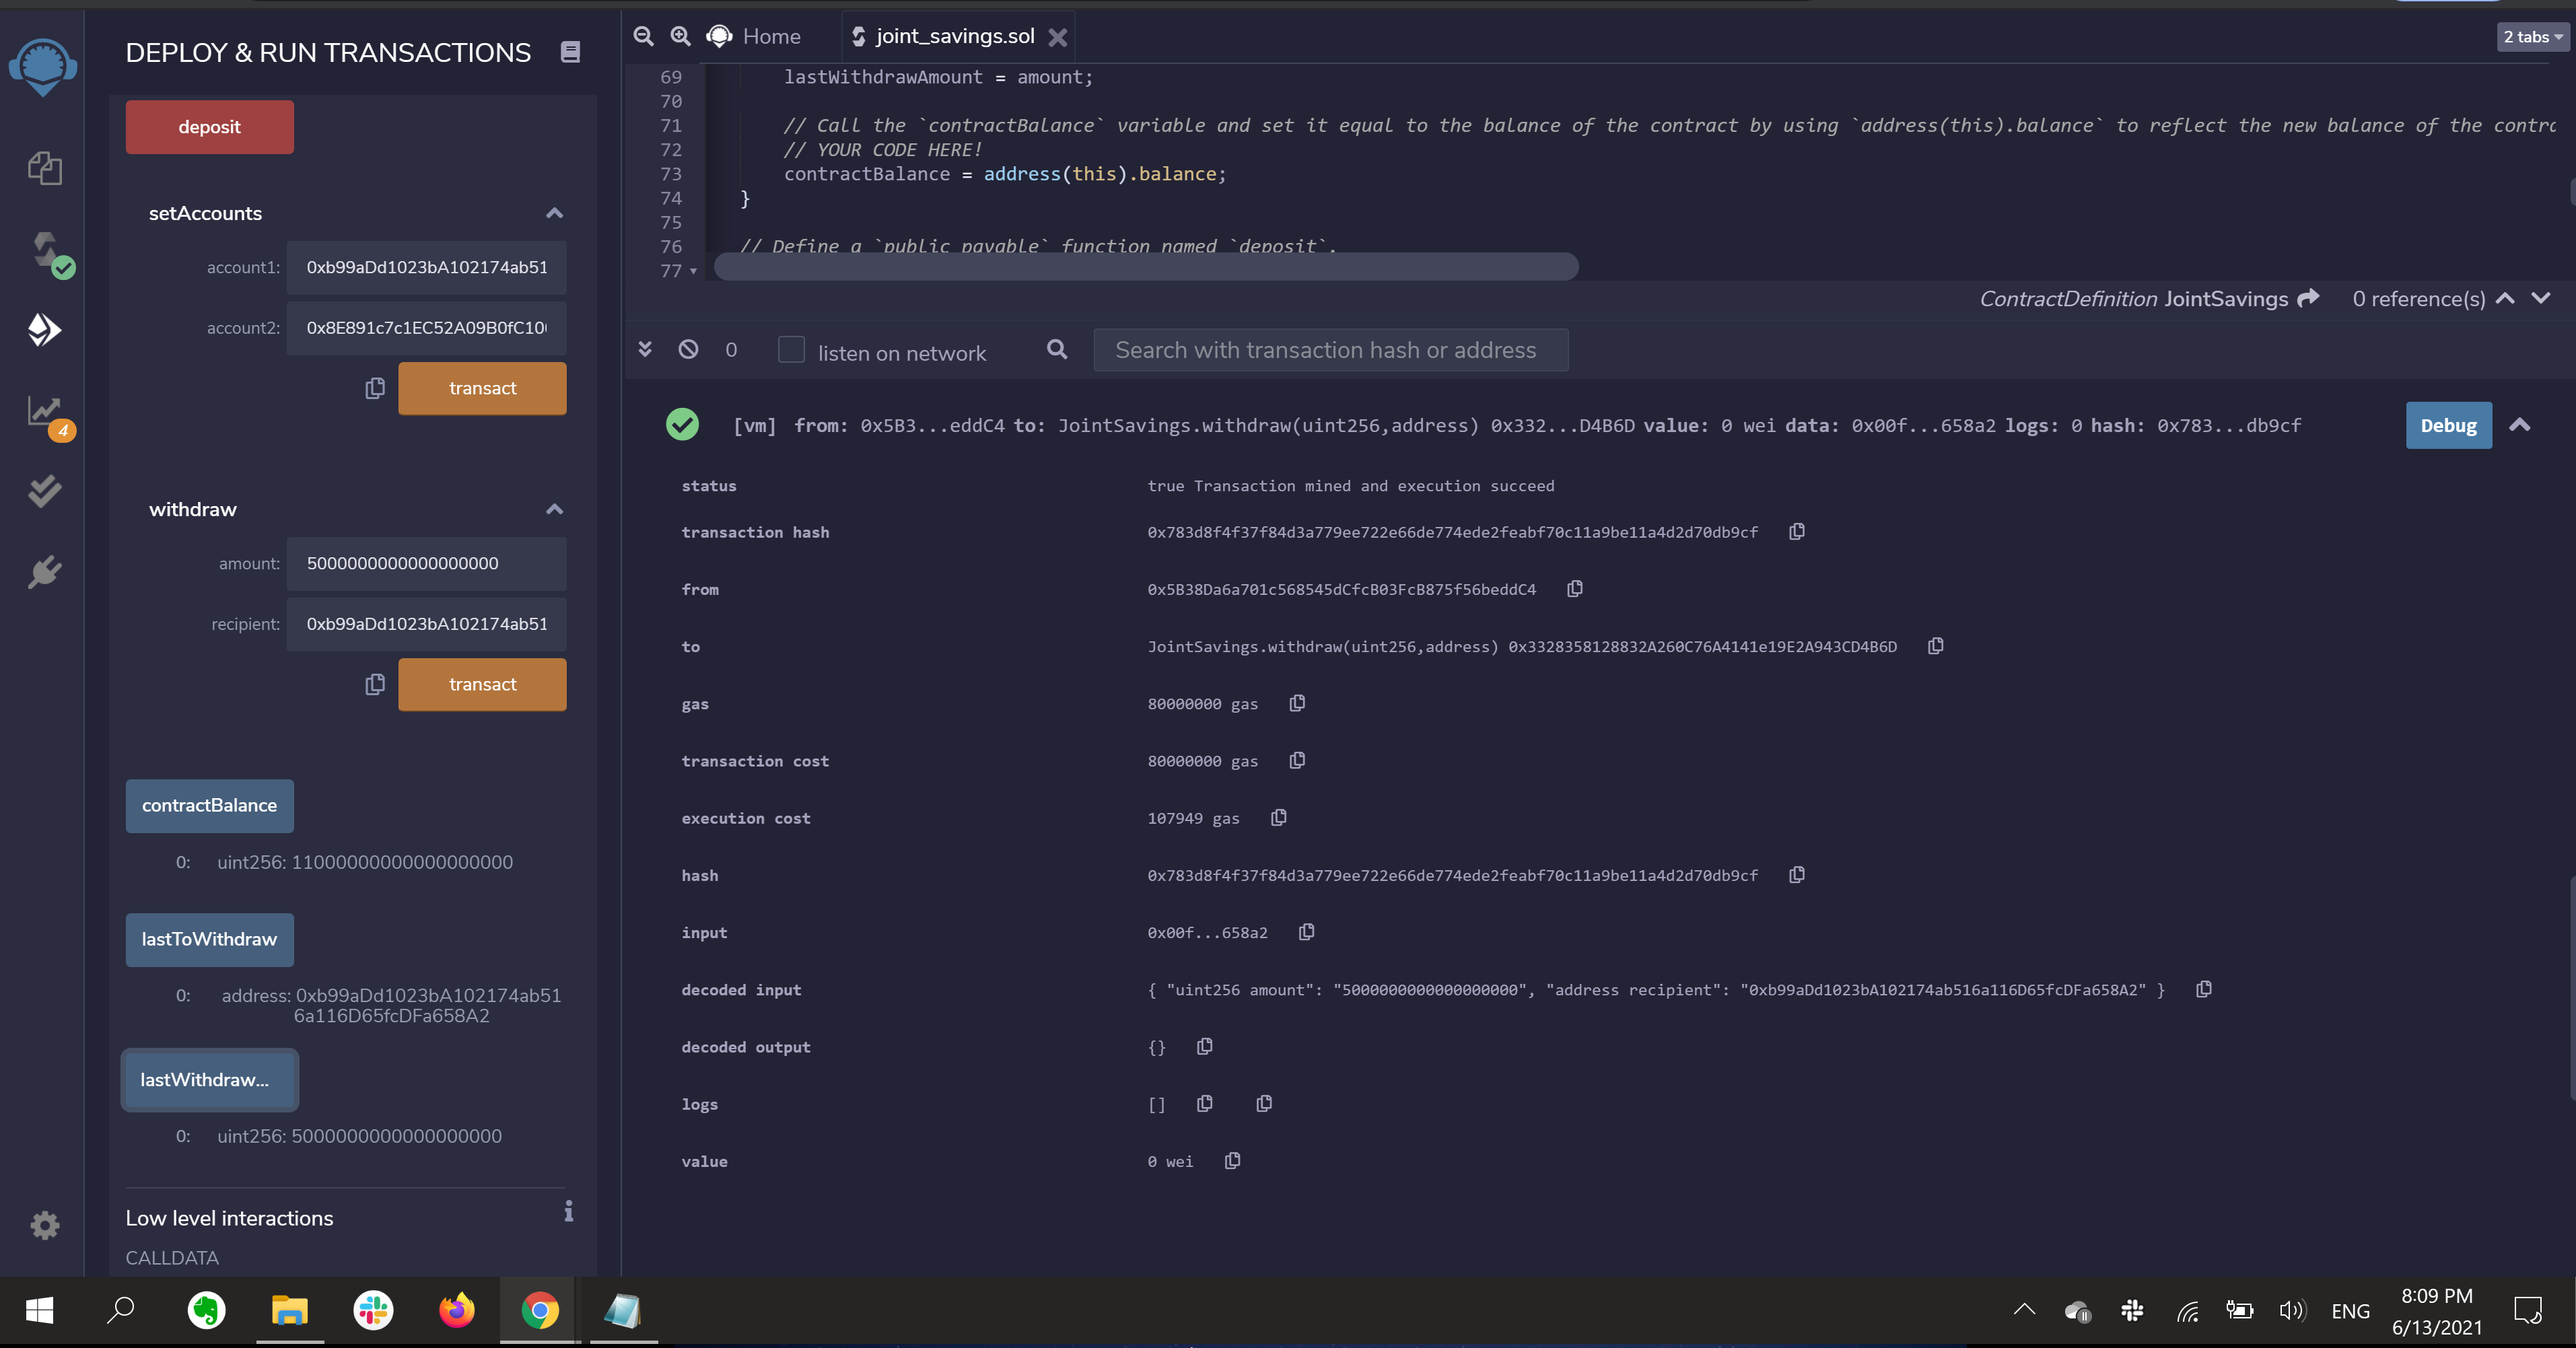 DEPLOY & RUN TRANSACTIONS
deposit
setAccounts
account1: 0xb99aDd1023bA102174ab51
account2: 0x8E891c7c1EC52A09B0fC10
transact
withdraw
amount: 5000000000000000000
recipient: 0xb99aDd1023bA102174ab51
transact
contractBalance
0: uint256: 11000000000000000000
lastToWithdraw
0: address: 0xb99aDd1023bA102174ab51
6a116D65fcDFa658A2
lastWithdraw...
0: uint256: 5000000000000000000
Low level interactions
CALLDATA
4
Home
joint_savings.sol
2 tabs
69 lastWithdrawAmount = amount;
70
71 // Call the `contractBalance` variable and set it equal to the balance of the contract by using `address(this).balance` to reflect the new balance of the contr
72 // YOUR CODE HERE!
73 contractBalance = address(this).balance;
74 }
75
76 // Define a `public payable` function named `deposit`.
77
ContractDefinition JointSavings 0 reference(s)
0 listen on network Search with transaction hash or address
[vm] from: 0x5B3...eddC4 to: JointSavings.withdraw(uint256,address) 0x332...D4B6D value: 0 wei data: 0x00f...658a2 logs: 0 hash: 0x783...db9cf
Debug
status true Transaction mined and execution succeed
transaction hash 0x783d8f4f37f84d3a779ee722e66de774ede2feabf70c11a9be11a4d2d70db9cf
from 0x5B38Da6a701c568545dCfcB03FcB875f56beddC4
to JointSavings.withdraw(uint256,address) 0x3328358128832A260C76A4141e19E2A943CD4B6D
gas 80000000 gas
transaction cost 80000000 gas
execution cost 107949 gas
hash 0x783d8f4f37f84d3a779ee722e66de774ede2feabf70c11a9be11a4d2d70db9cf
input 0x00f...658a2
decoded input { "uint256 amount": "5000000000000000000", "address recipient": "0xb99aDd1023bA102174ab516a116D65fcDFa658A2" }
decoded output {}
logs []
value 0 wei
ENG
8:09 PM
6/13/2021